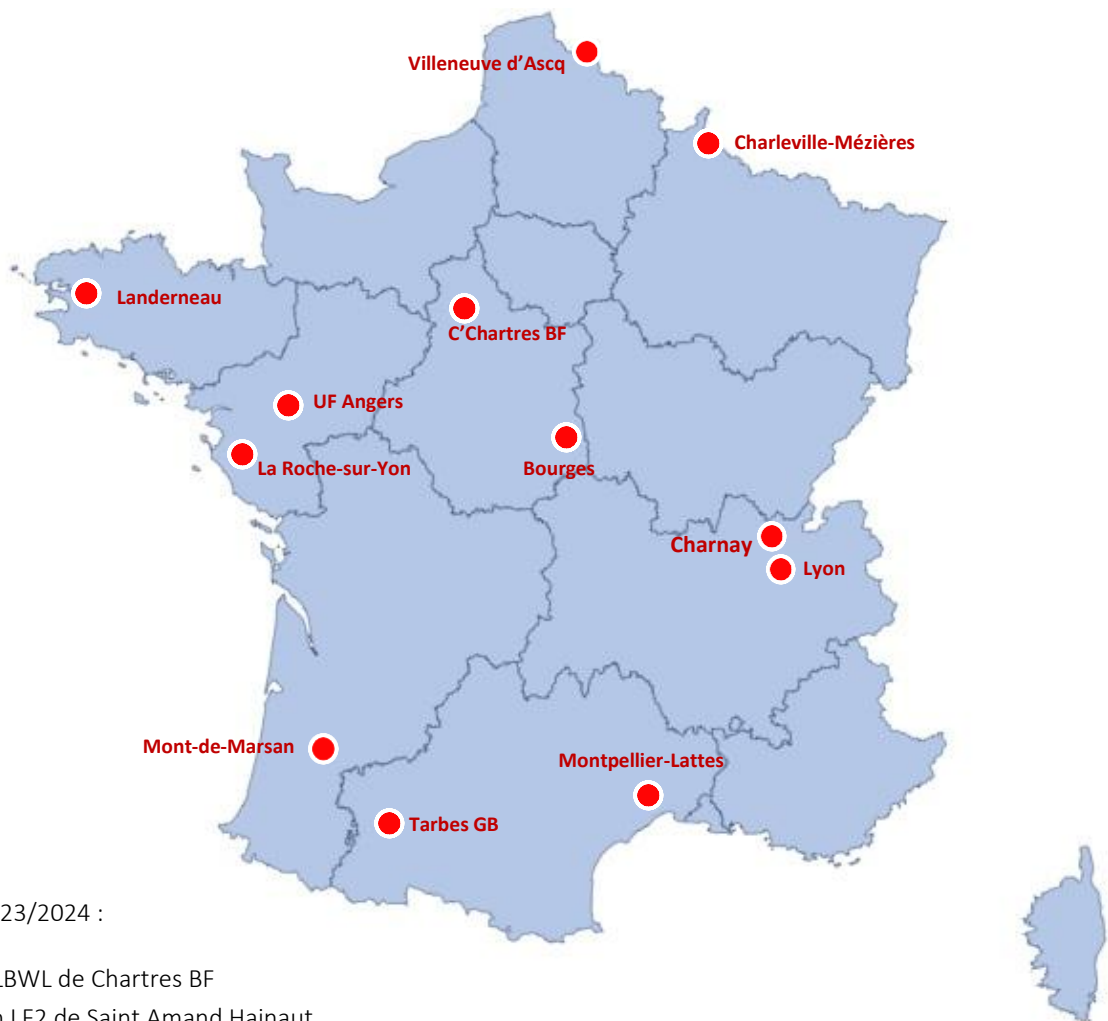 Villeneuve d’Ascq
Charleville-Mézières
Landerneau
C’Chartres BF
UF Angers
La Roche-sur-Yon
Bourges
Charnay
Lyon
Mont-de-Marsan
Montpellier-Lattes
Tarbes GB
23/2024 :
LBWL de Chartres BF
LF2 de Saint Amand Hainaut